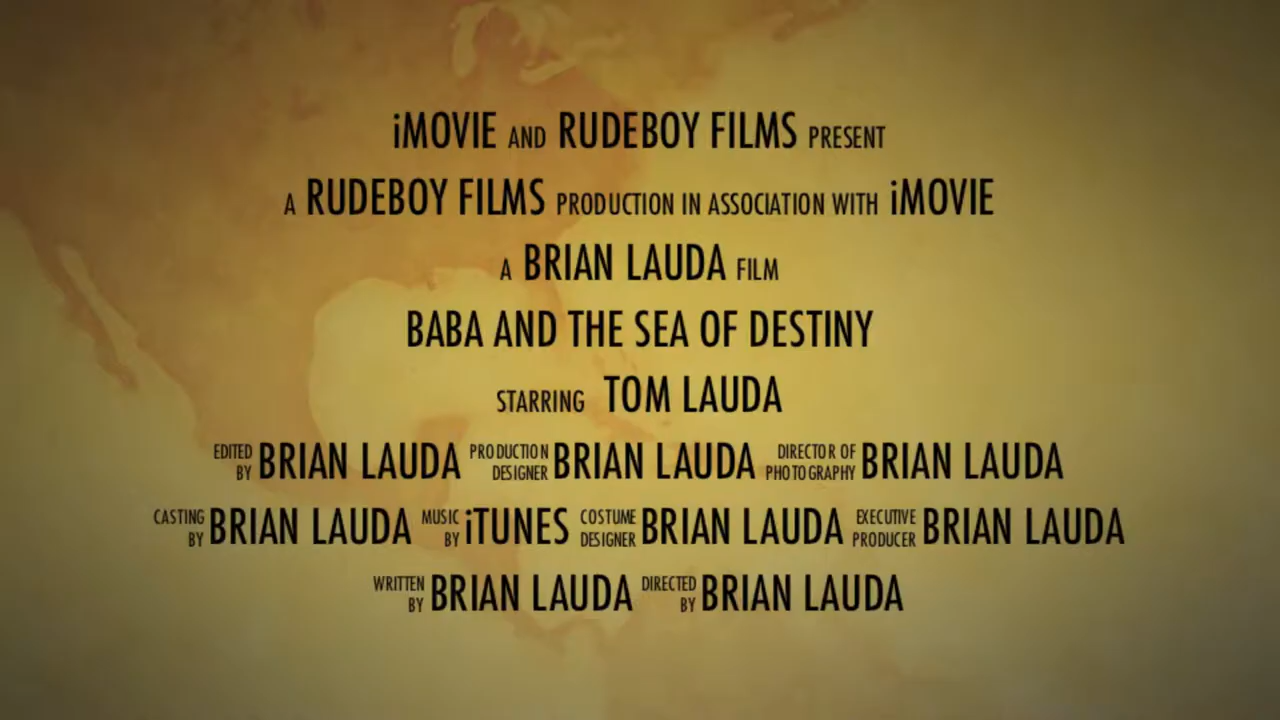 iMOVIE AND RUDEBOY FILMS PRESENT
A RUDEBOY FILMS PRODUCTION IN ASSOCIATION WITH iMOVIE
A BRIAN LAUDA FILM
BABA AND THE SEA OF DESTINY
STARRING TOM LAUDA
EDITED BY BRIAN LAUDA PRODUCTION DESIGNER BRIAN LAUDA DIRECTOR OF PHOTOGRAPHY BRIAN LAUDA
CASTING BY BRIAN LAUDA MUSIC BY iTUNES COSTUME DESIGNER BRIAN LAUDA EXECUTIVE PRODUCER BRIAN LAUDA
WRITTEN BY BRIAN LAUDA DIRECTED BY BRIAN LAUDA